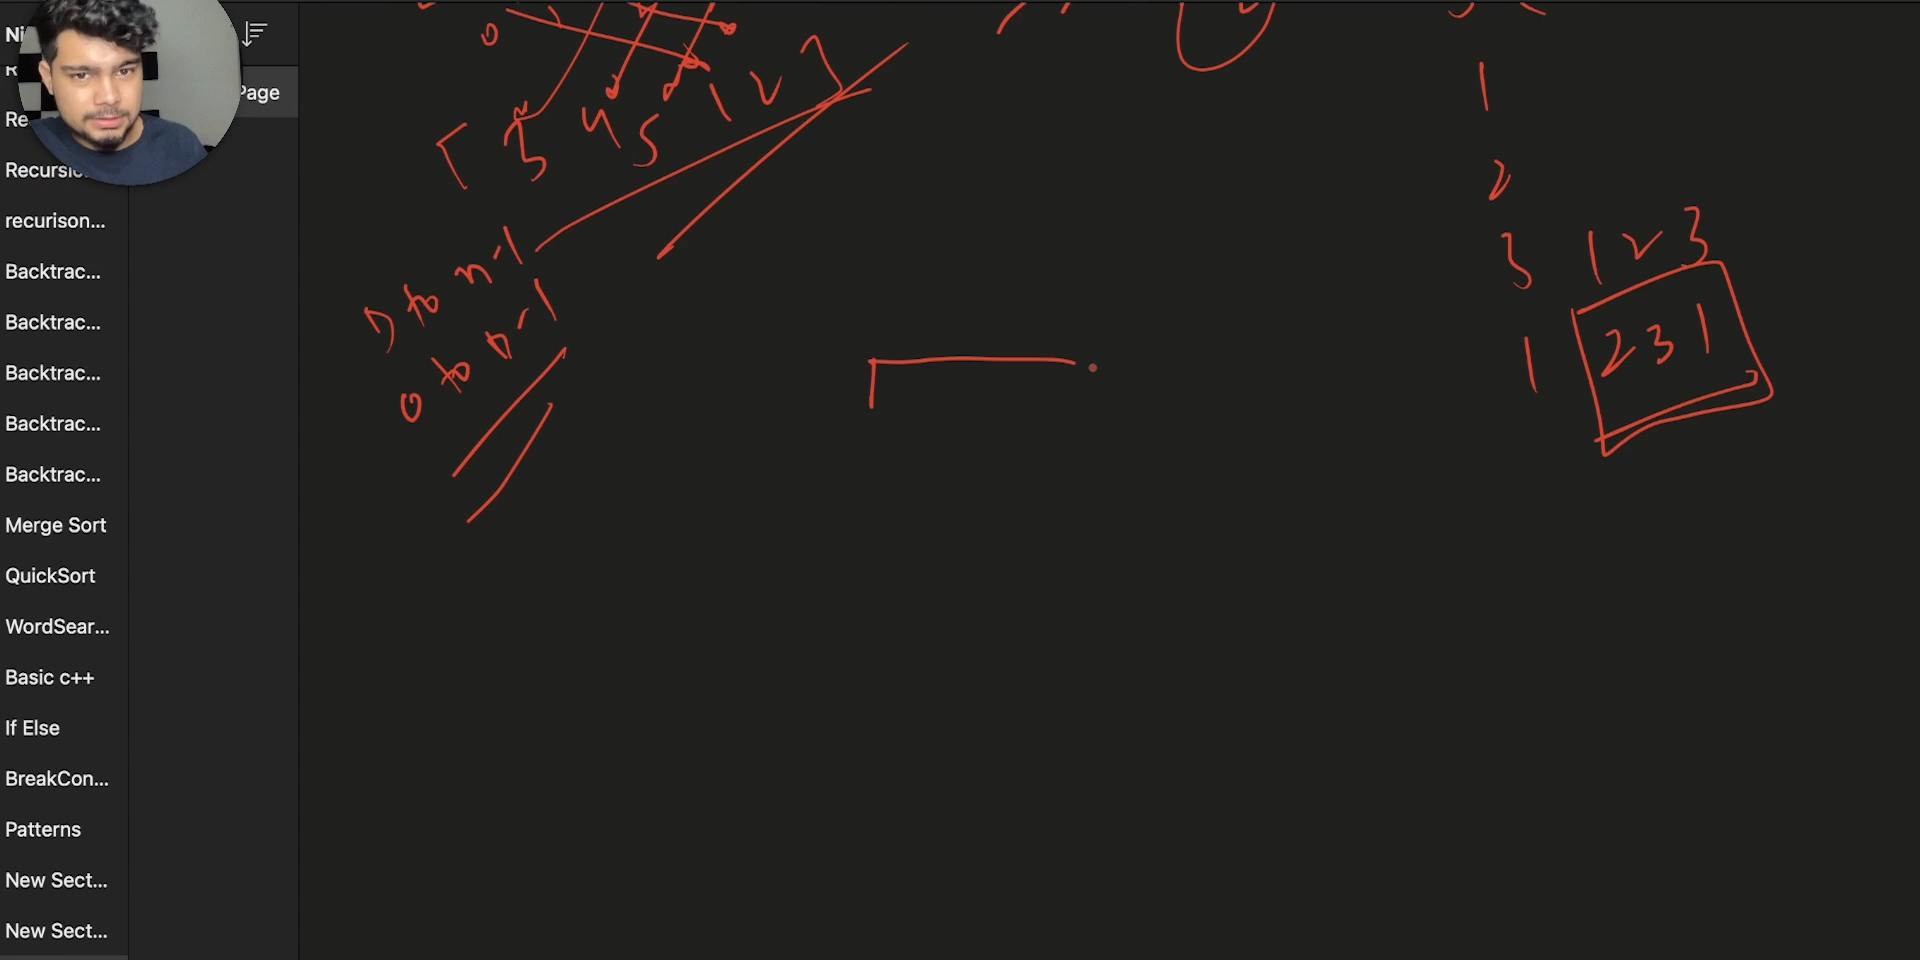 Ni
Page
Re
Recursio
recurison...
Backtrac...
Backtrac...
Backtrac...
Backtrac...
Backtrac...
Merge Sort
QuickSort
WordSear...
Basic c++
If Else
BreakCon...
Patterns
New Sect...
New Sect...
0
[ 3 4 5 1 2 ]
to n-1
0 to n-1
1
2
3
1
1 2 3
2 3 1